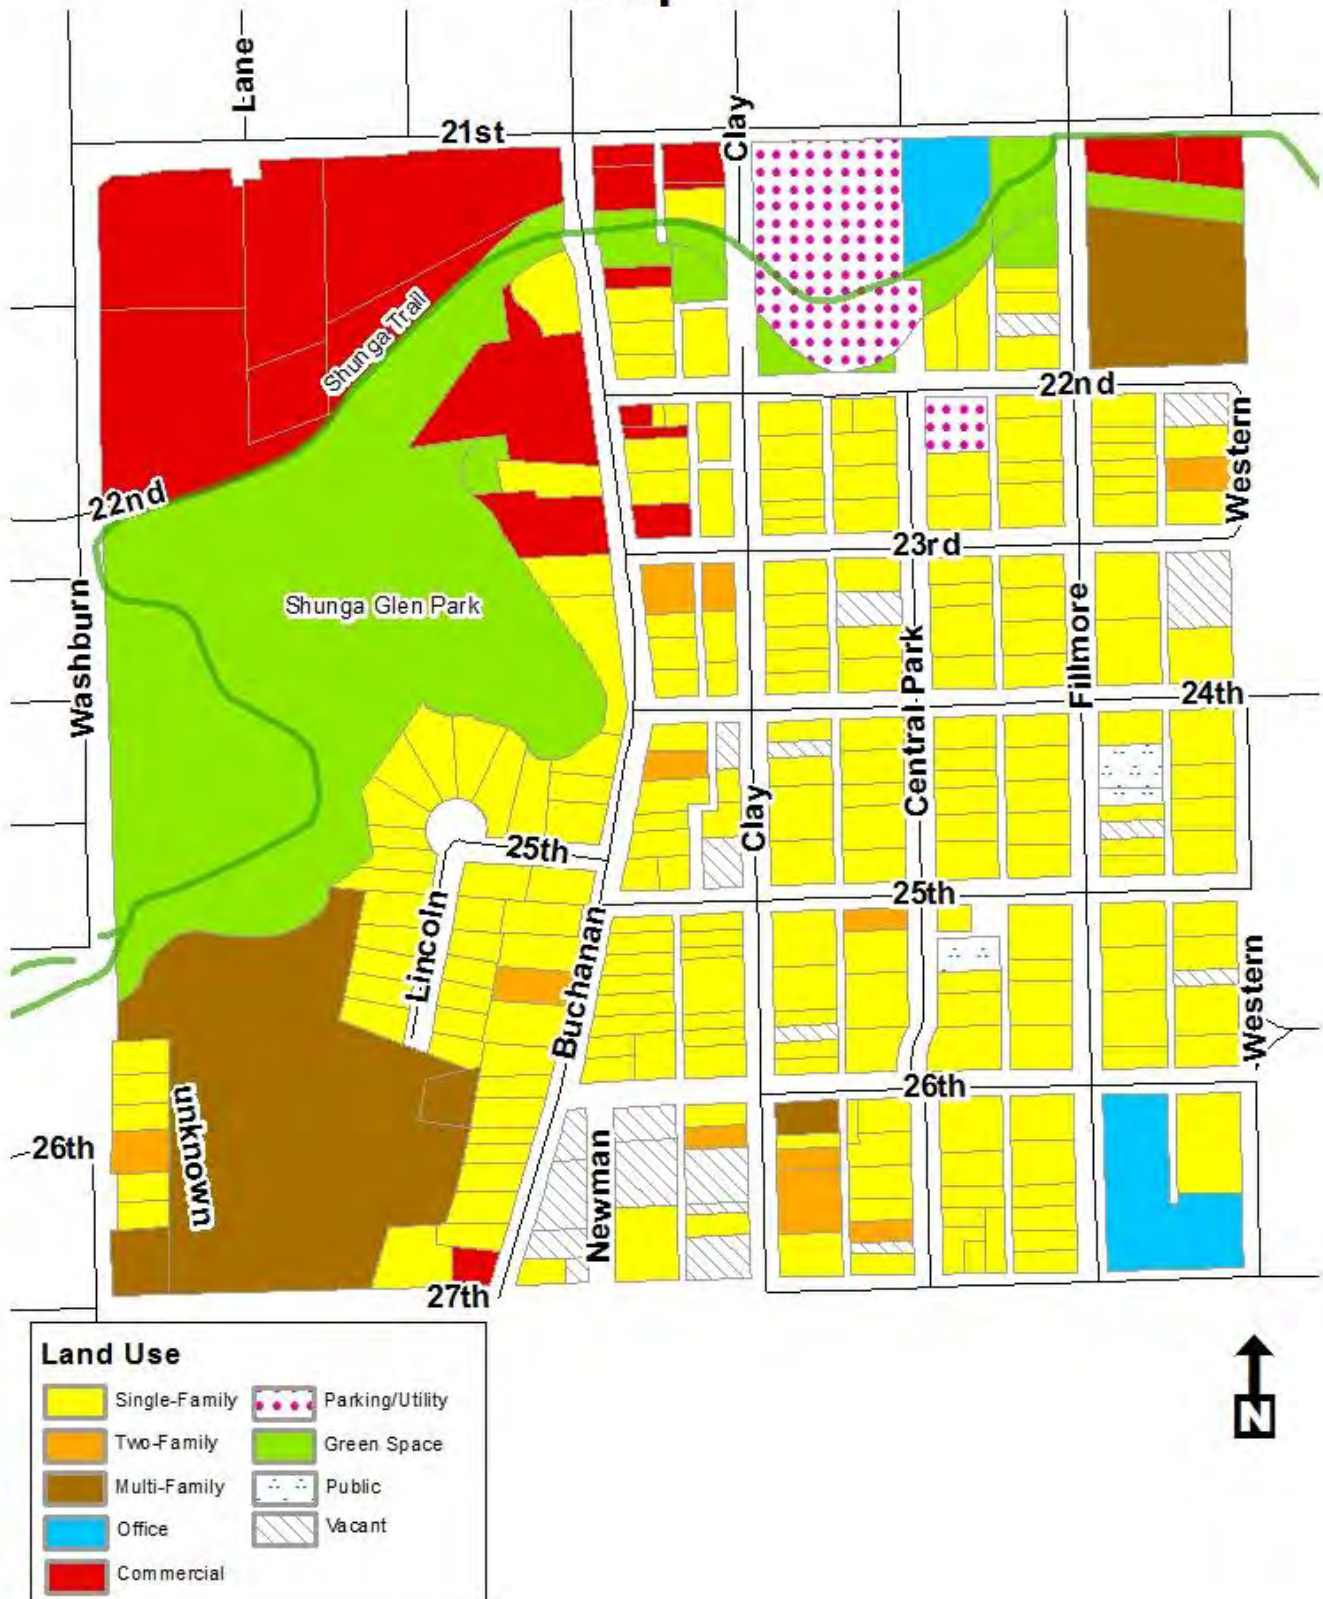 Lane
Clay
21st
Shunga Trail
22nd
Western
22nd
23rd
Shunga Glen Park
Washburn
Fillmore
Central Park
24th
Clay
25th
25th
Lincoln
Buchanan
Western
26th
unknown
26th
Newman
27th
Land Use
Single-Family
Parking/Utility
Two-Family
Green Space
Multi-Family
Public
Office
Vacant
Commercial
N